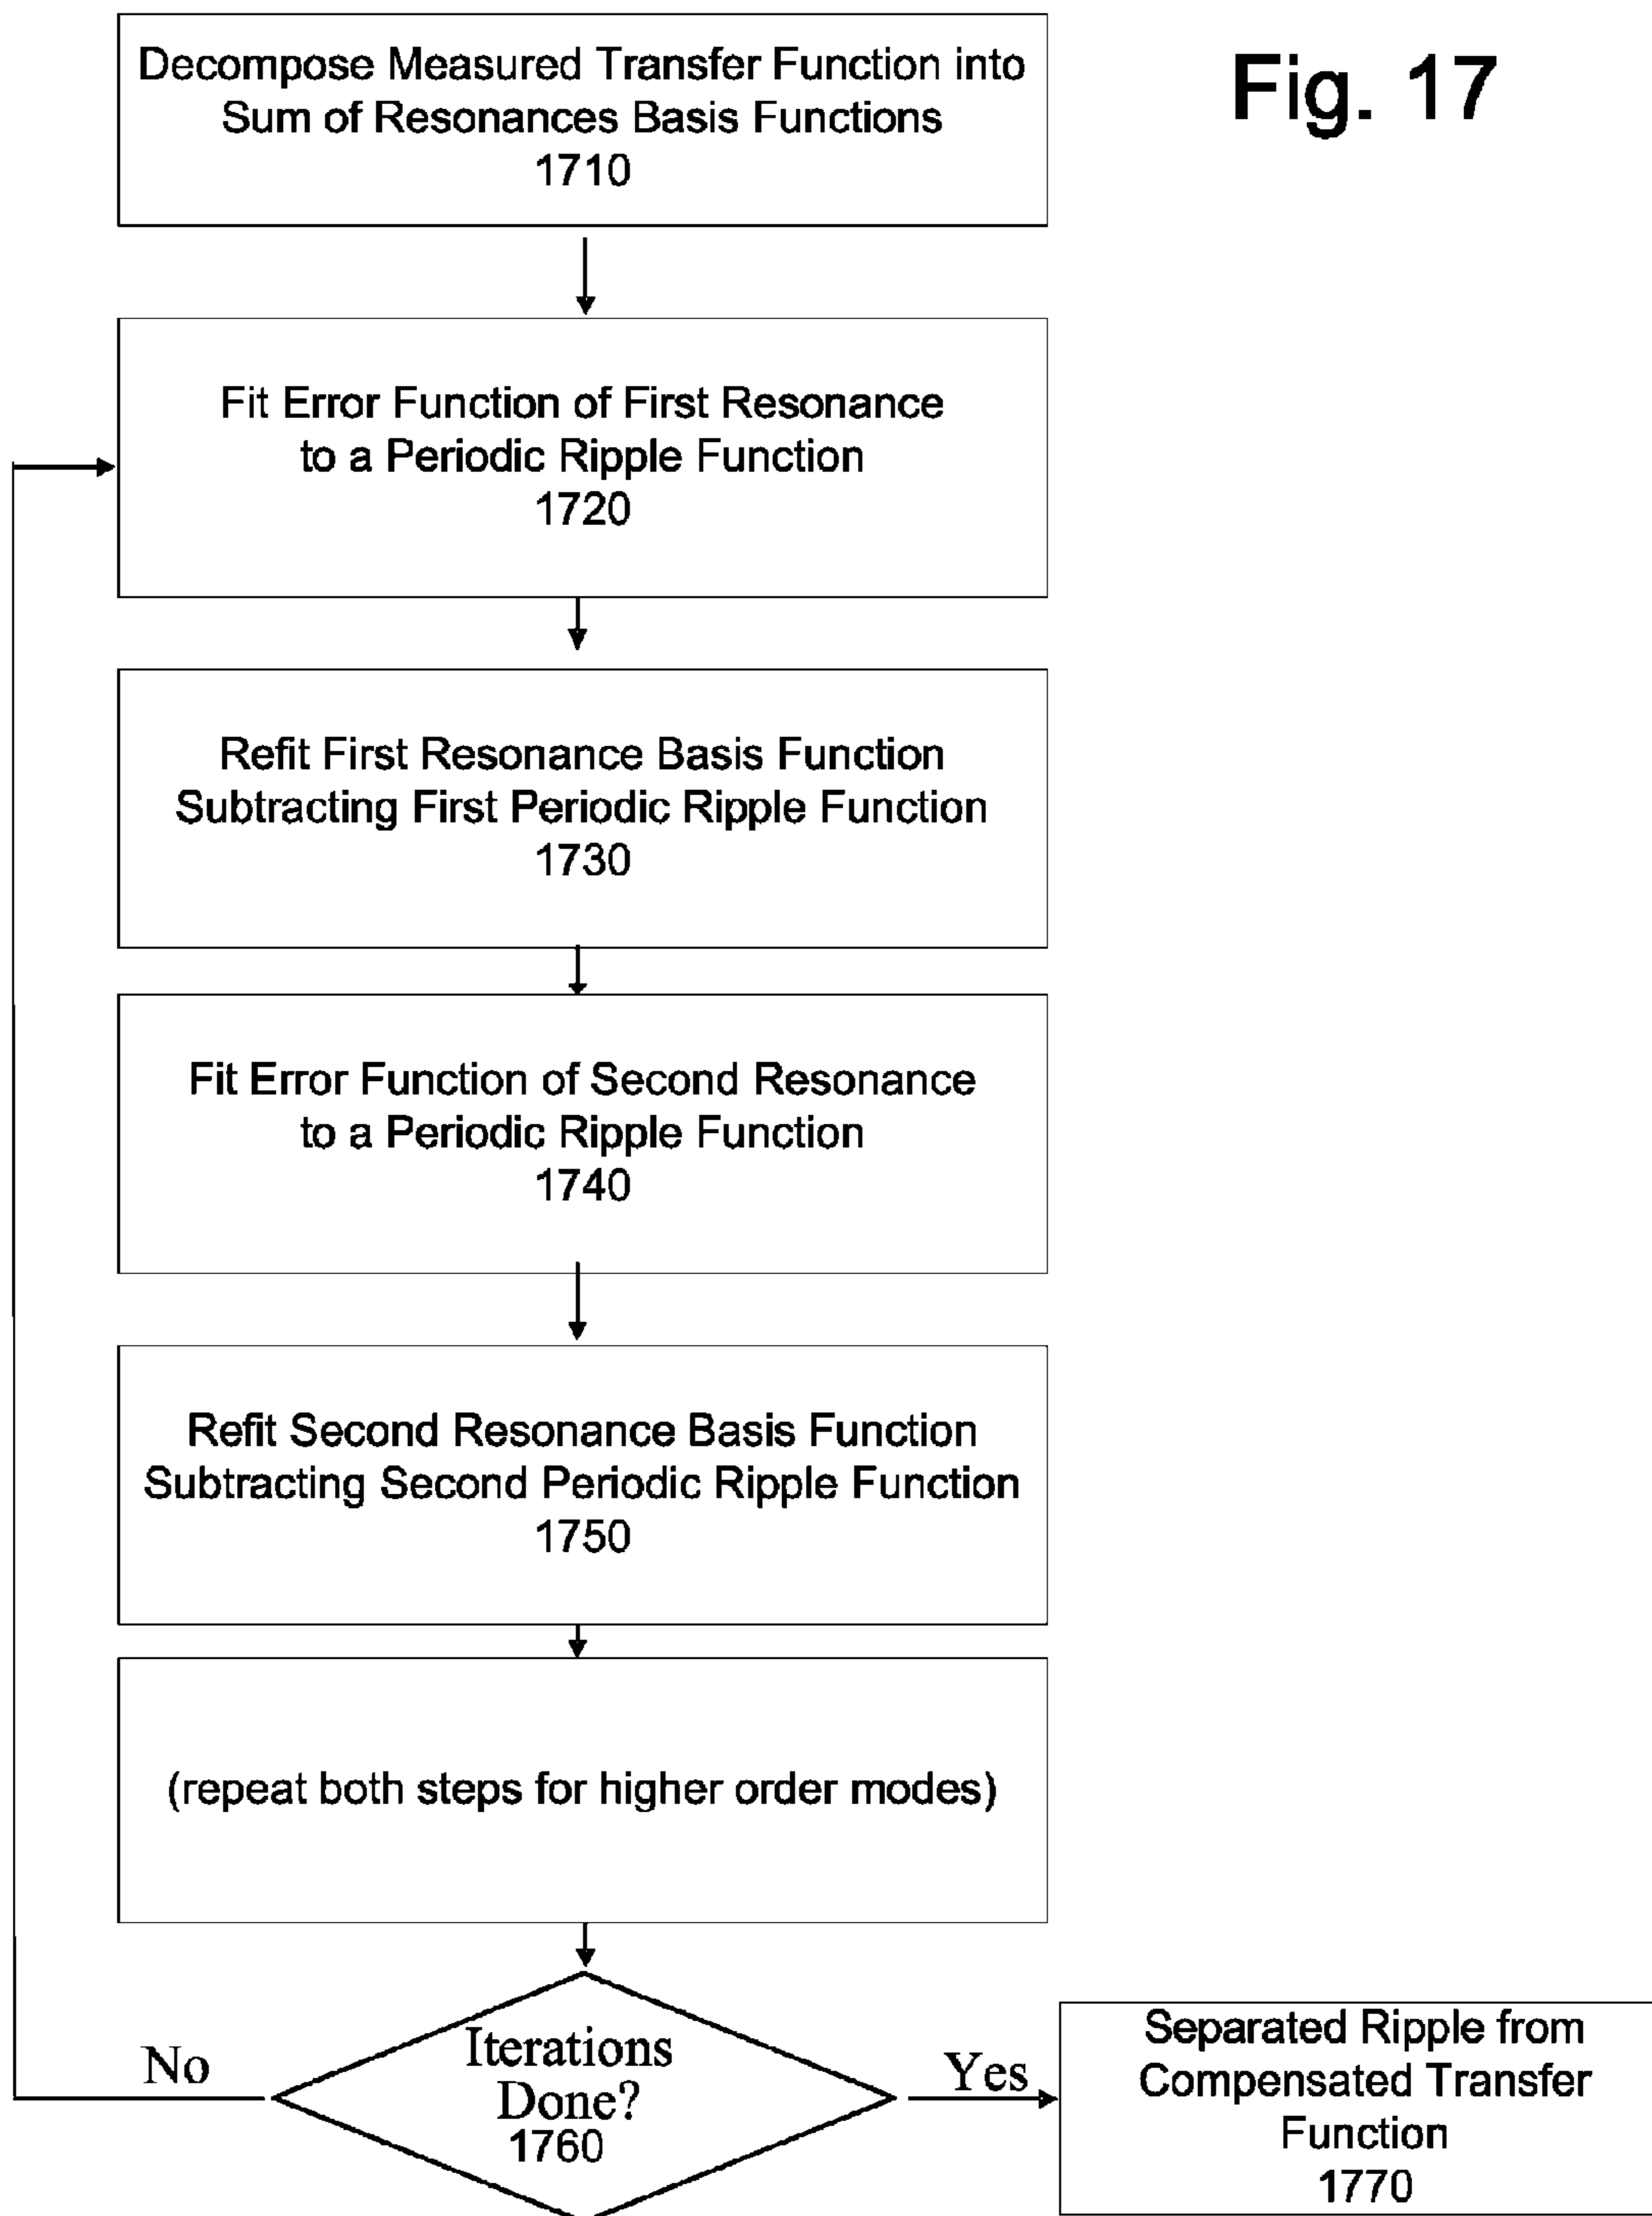 Fig. 17
Decompose Measured Transfer Function into
Sum of Resonances Basis Functions
1710
Fit Error Function of First Resonance
to a Periodic Ripple Function
1720
Refit First Resonance Basis Function
Subtracting First Periodic Ripple Function
1730
Fit Error Function of Second Resonance
to a Periodic Ripple Function
1740
Refit Second Resonance Basis Function
Subtracting Second Periodic Ripple Function
1750
(repeat both steps for higher order modes)
No
Iterations
Done?
1760
Yes
Separated Ripple from
Compensated Transfer
Function
1770